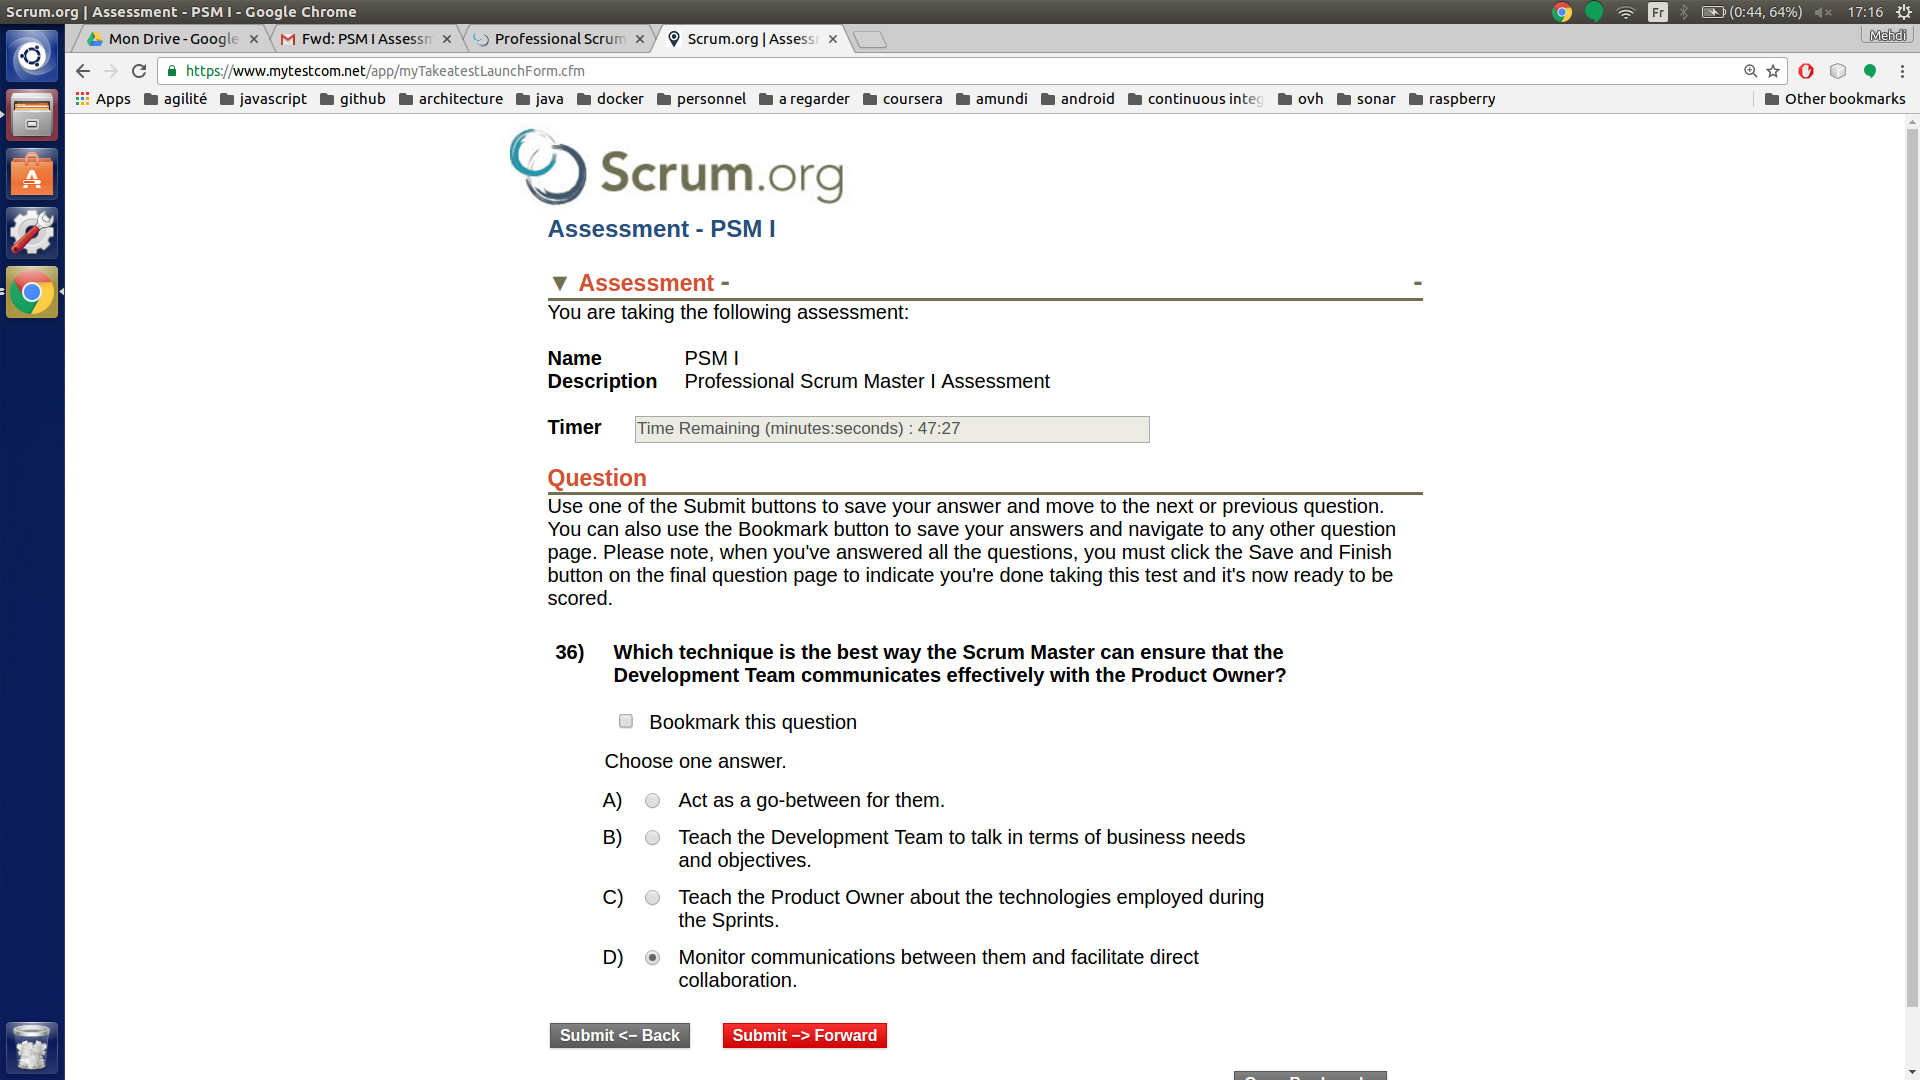 Scrum.org | Assessment - PSM I - Google Chrome
Fr (0:44, 64%) 17:16
Mon Drive - Google × Fwd: PSM I Assessm × Professional Scrum × Scrum.org | Assess × Mehdi
https://www.mytestcom.net/app/myTakeatestLaunchForm.cfm
Apps agilité javascript github architecture java docker personnel a regarder coursera amundi android continuous integ ovh sonar raspberry Other bookmarks
Scrum.org
Assessment - PSM I
▼ Assessment - -
You are taking the following assessment:
Name PSM I
Description Professional Scrum Master I Assessment
Timer Time Remaining (minutes:seconds) : 47:27
Question
Use one of the Submit buttons to save your answer and move to the next or previous question.
You can also use the Bookmark button to save your answers and navigate to any other question
page. Please note, when you've answered all the questions, you must click the Save and Finish
button on the final question page to indicate you're done taking this test and it's now ready to be
scored.
36) Which technique is the best way the Scrum Master can ensure that the
Development Team communicates effectively with the Product Owner?
Bookmark this question
Choose one answer.
A) Act as a go-between for them.
B) Teach the Development Team to talk in terms of business needs
and objectives.
C) Teach the Product Owner about the technologies employed during
the Sprints.
D) Monitor communications between them and facilitate direct
collaboration.
Submit <– Back Submit –> Forward